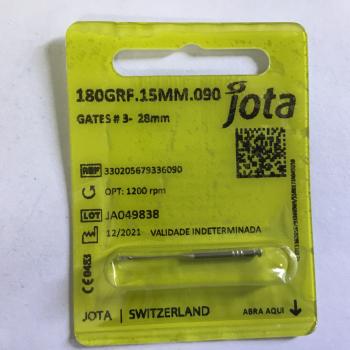 180GRF.15MM.090
jota
GATES # 3- 28mm
REF 330205679336090
OPT: 1200 rpm
LOT JA049838
12/2021 VALIDADE INDETERMINADA
CE 0483
JOTA | SWITZERLAND
ABRA AQUI